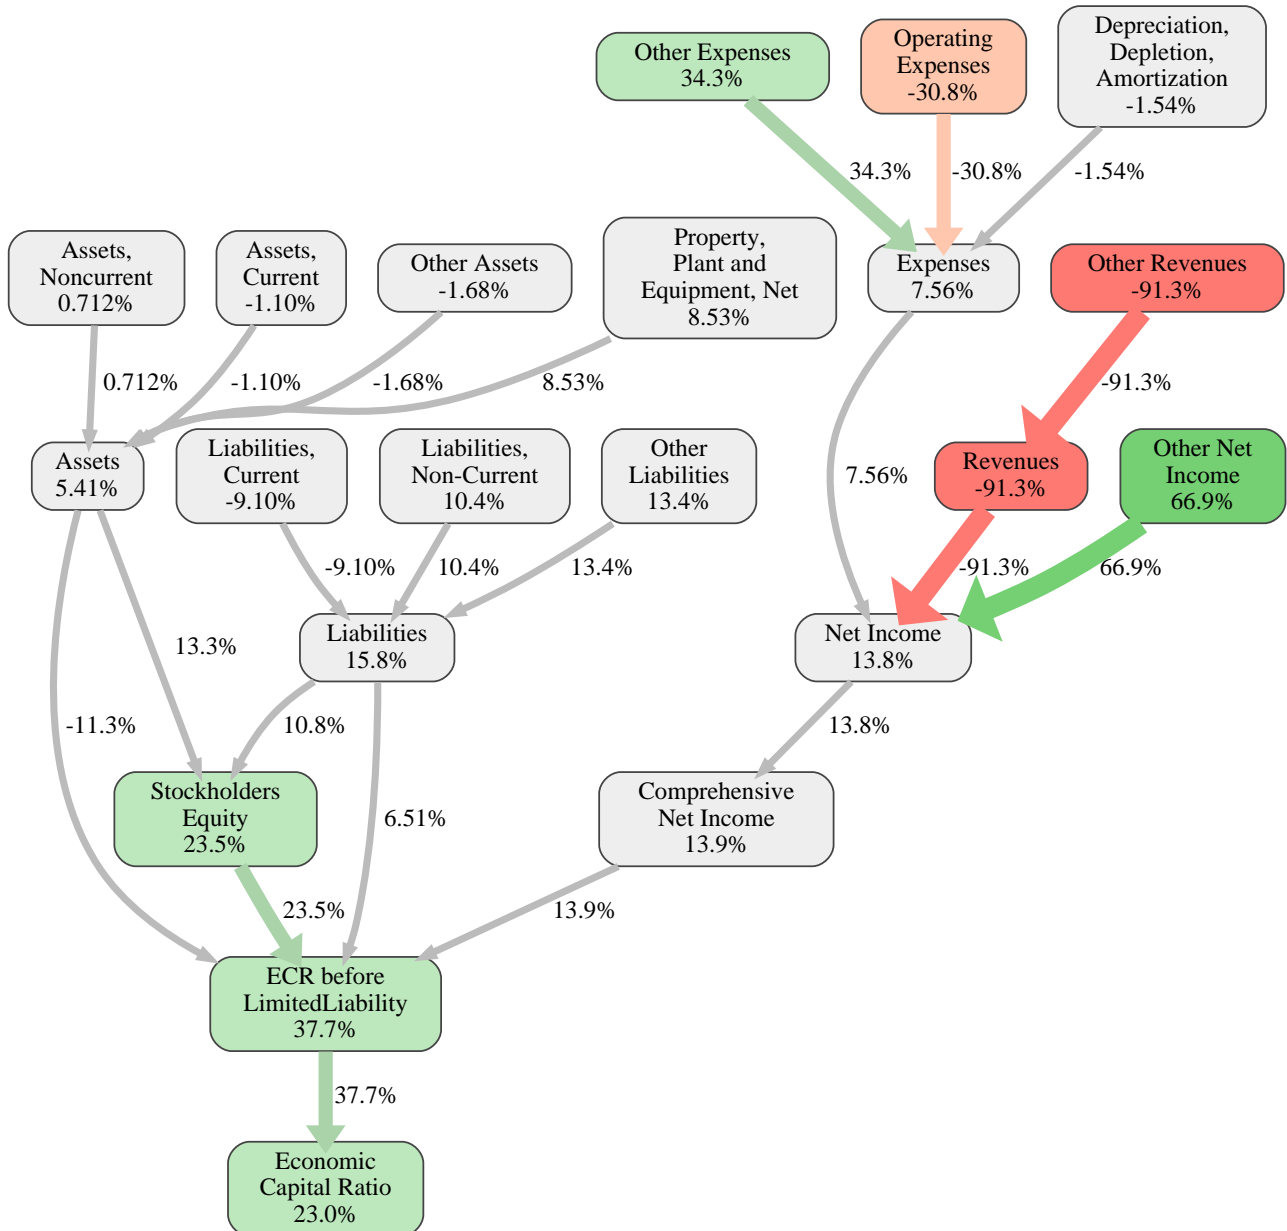 Other Expenses
34.3%
Operating
Expenses
-30.8%
Depreciation,
Depletion,
Amortization
-1.54%
34.3%
-30.8%
-1.54%
Assets,
Noncurrent
0.712%
Assets,
Current
-1.10%
Other Assets
-1.68%
Property,
Plant and
Equipment, Net
8.53%
Expenses
7.56%
Other Revenues
-91.3%
0.712%
-1.10%
-1.68%
8.53%
-91.3%
Assets
5.41%
Liabilities,
Current
-9.10%
Liabilities,
Non-Current
10.4%
Other
Liabilities
13.4%
7.56%
Revenues
-91.3%
Other Net
Income
66.9%
-9.10%
10.4%
13.4%
-91.3%
66.9%
13.3%
Liabilities
15.8%
Net Income
13.8%
-11.3%
10.8%
13.8%
Stockholders
Equity
23.5%
6.51%
Comprehensive
Net Income
13.9%
23.5%
13.9%
ECR before
LimitedLiability
37.7%
37.7%
Economic
Capital Ratio
23.0%